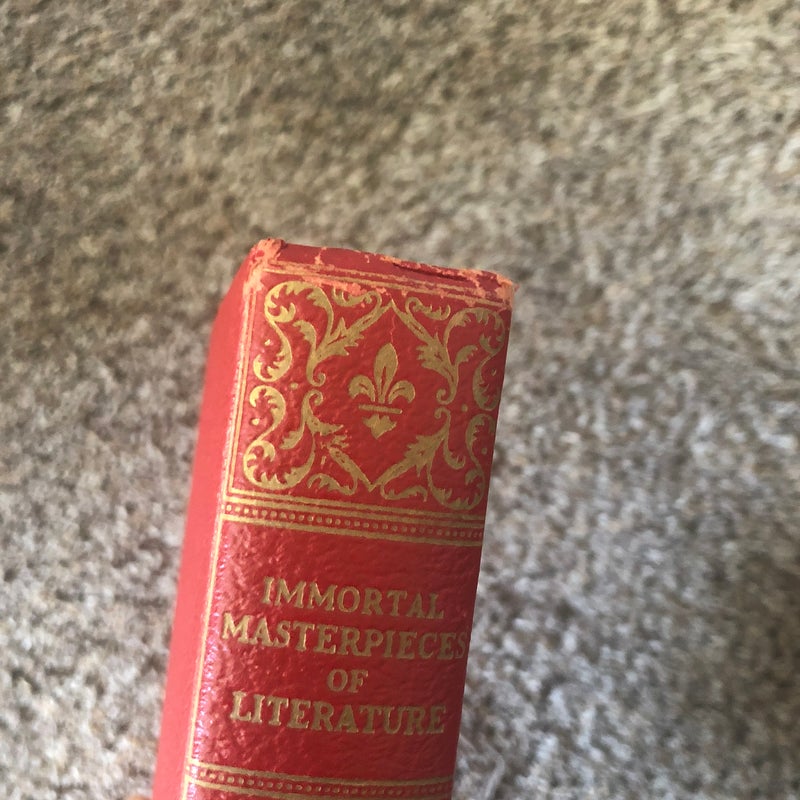 IMMORTAL
MASTERPIECES
OF
LITERATURE